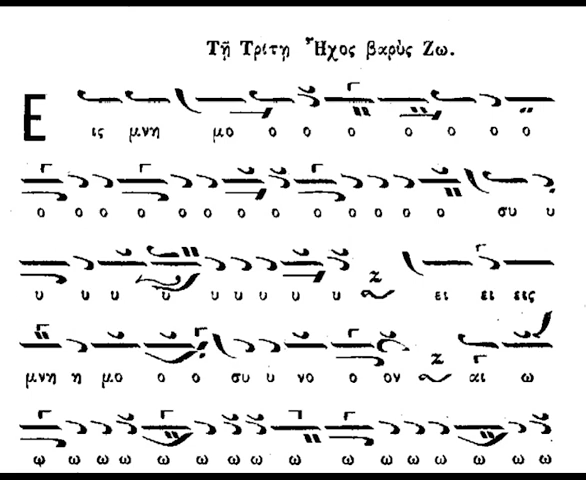 Τῇ Τρίτῃ Ἦχος βαρὺς Ζω.
Ε ις μνη μο ο ο ο ο ο ο ο
ο ο ο ο ο ο ο ο ο ο ο ο ο ο συ υ
υ υ υ υ υ υ υ υ υ ει ει εις
μνη η μο ο ο συ υ νο ο ον αι ω
ω ω ω ω ω ω ω ω ω ω ω ω ω ω ω